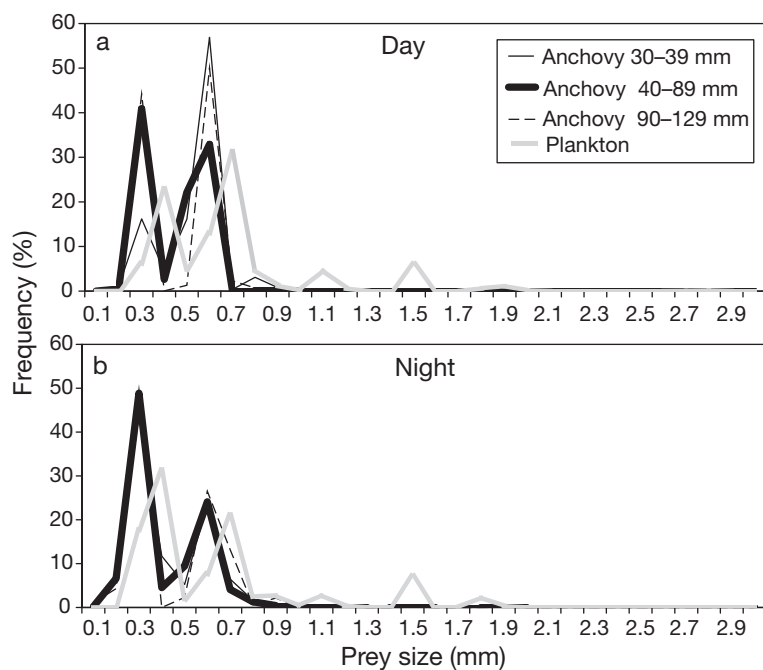 60
a
Day
50
Anchovy 30–39 mm
Anchovy 40–89 mm
40
Anchovy 90–129 mm
Plankton
30
20
10
0
0.1 0.3 0.5 0.7 0.9 1.1 1.3 1.5 1.7 1.9 2.1 2.3 2.5 2.7 2.9
Frequency (%)
60
b
Night
50
40
30
20
10
0
0.1 0.3 0.5 0.7 0.9 1.1 1.3 1.5 1.7 1.9 2.1 2.3 2.5 2.7 2.9
Prey size (mm)